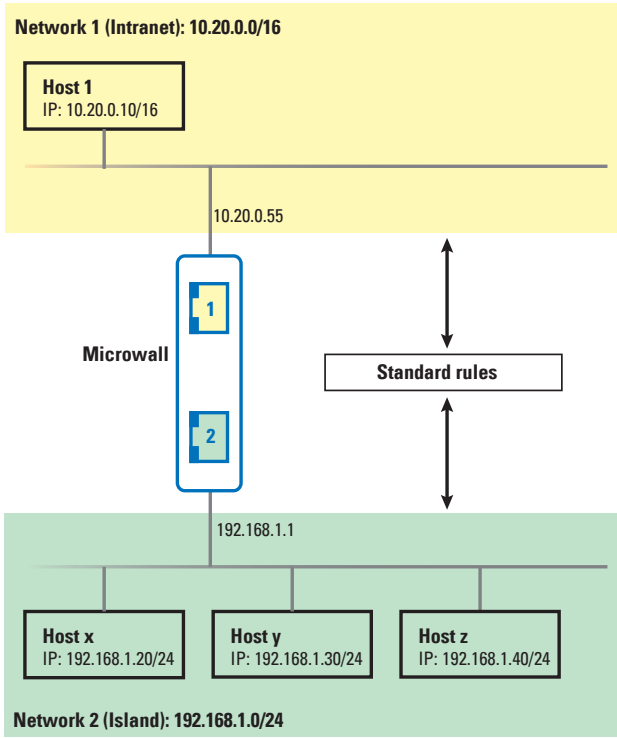 Network 1 (Intranet): 10.20.0.0/16
Host 1
IP: 10.20.0.10/16
10.20.0.55
1
Microwall
Standard rules
2
192.168.1.1
Host x
IP: 192.168.1.20/24
Host y
IP: 192.168.1.30/24
Host z
IP: 192.168.1.40/24
Network 2 (Island): 192.168.1.0/24